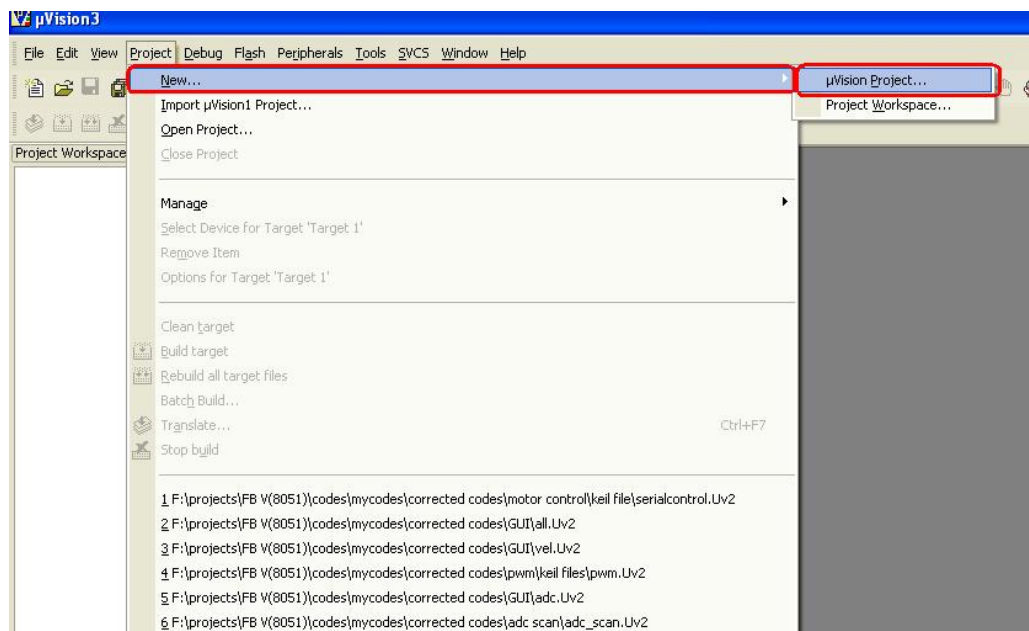 µVision3
File Edit View Project Debug Flash Peripherals Tools SVCS Window Help
New...
µVision Project...
Import µVision1 Project...
Project Workspace...
Open Project...
Project Workspace
Close Project
Manage
Select Device for Target 'Target 1'
Remove Item
Options for Target 'Target 1'
Clean target
Build target
Rebuild all target files
Batch Build...
Translate... Ctrl+F7
Stop build
1 F:\projects\FB V(8051)\codes\mycodes\corrected codes\motor control\keil file\serialcontrol.Uv2
2 F:\projects\FB V(8051)\codes\mycodes\corrected codes\GUI\all.Uv2
3 F:\projects\FB V(8051)\codes\mycodes\corrected codes\GUI\vel.Uv2
4 F:\projects\FB V(8051)\codes\mycodes\corrected codes\pwm\keil files\pwm.Uv2
5 F:\projects\FB V(8051)\codes\mycodes\corrected codes\GUI\adc.Uv2
6 F:\projects\FB V(8051)\codes\mycodes\corrected codes\adc scan\adc_scan.Uv2